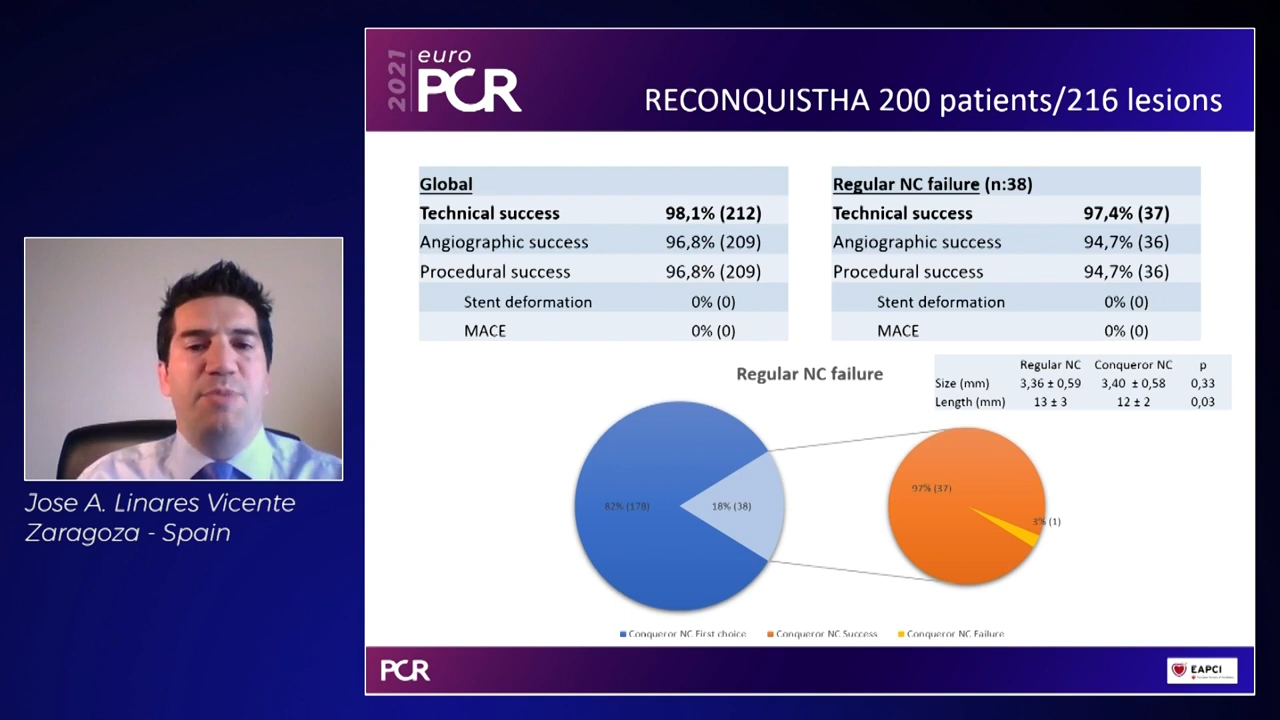 2021 euro
PCR
RECONQUISTHA 200 patients/216 lesions
Global
Technical success 98,1% (212)
Angiographic success 96,8% (209)
Procedural success 96,8% (209)
Stent deformation 0% (0)
MACE 0% (0)
Regular NC failure (n:38)
Technical success 97,4% (37)
Angiographic success 94,7% (36)
Procedural success 94,7% (36)
Stent deformation 0% (0)
MACE 0% (0)
Regular NC failure
Regular NC Conqueror NC p
Size (mm) 3,36 ± 0,59 3,40 ± 0,58 0,33
Length (mm) 13 ± 3 12 ± 2 0,03
82% (178)
18% (38)
97% (37)
3% (1)
Conqueror NC First choice Conqueror NC Success Conqueror NC Failure
Jose A. Linares Vicente
Zaragoza - Spain
PCR
EAPCI